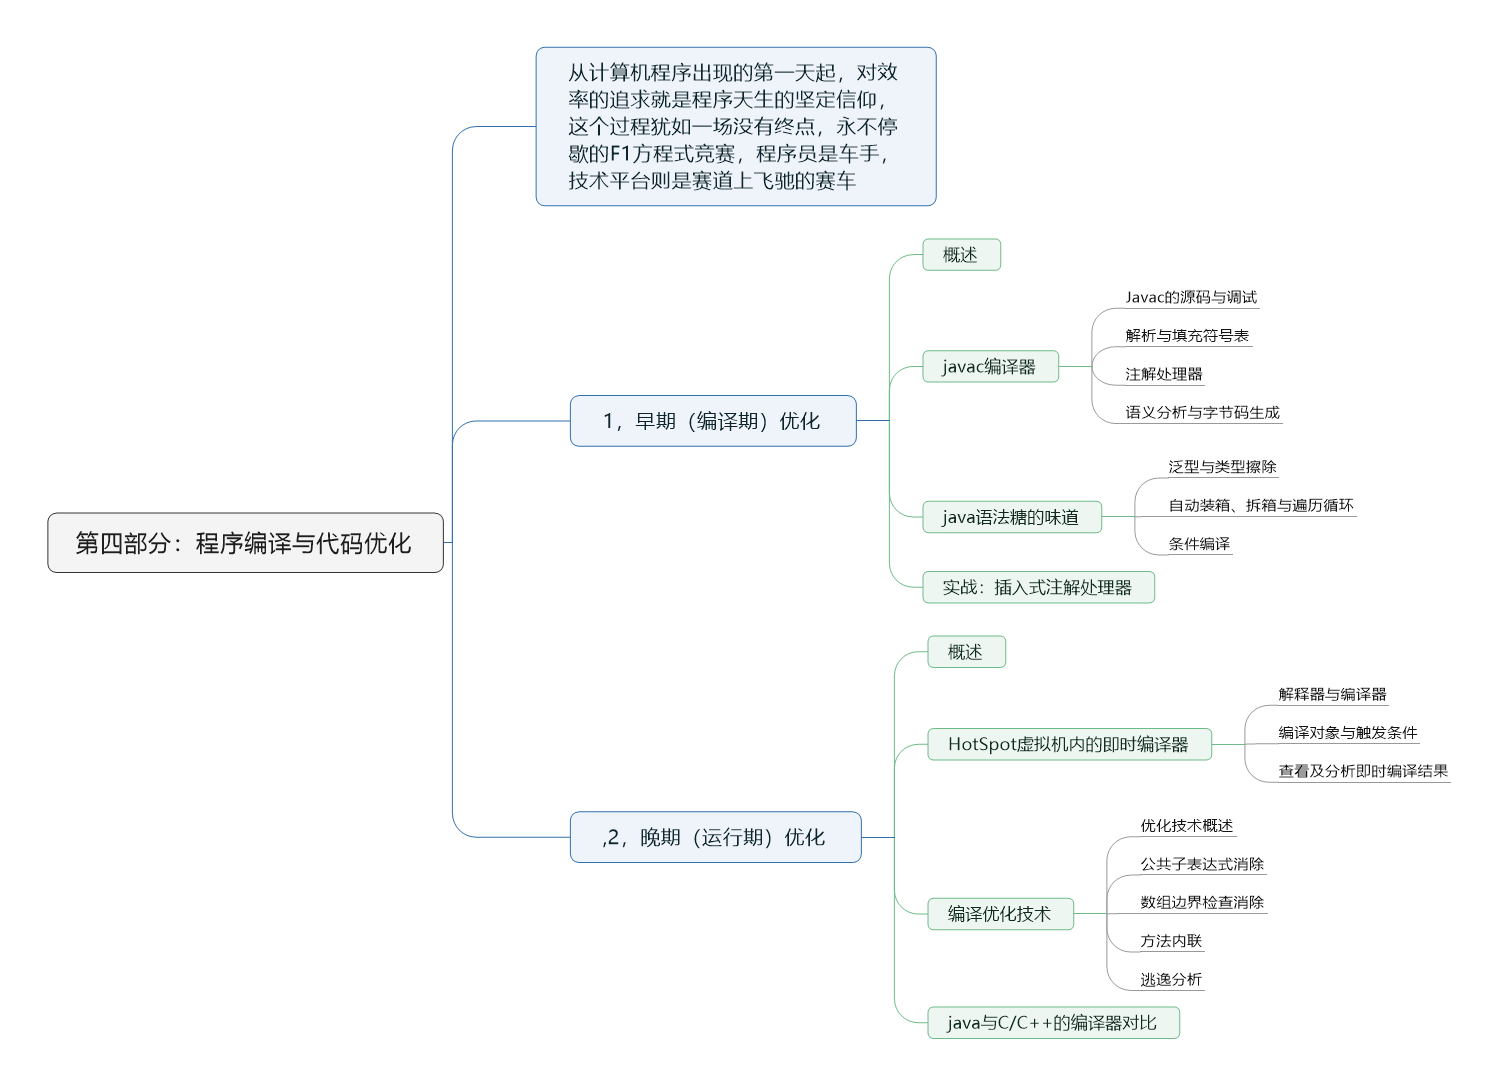 从计算机程序出现的第一天起，对效
率的追求就是程序天生的坚定信仰，
这个过程犹如一场没有终点，永不停
歇的F1方程式竞赛，程序员是车手，
技术平台则是赛道上飞驰的赛车
第四部分：程序编译与代码优化
1，早期（编译期）优化
概述
javac编译器
Javac的源码与调试
解析与填充符号表
注解处理器
语义分析与字节码生成
java语法糖的味道
泛型与类型擦除
自动装箱、拆箱与遍历循环
条件编译
实战：插入式注解处理器
,2，晚期（运行期）优化
概述
HotSpot虚拟机内的即时编译器
解释器与编译器
编译对象与触发条件
查看及分析即时编译结果
编译优化技术
优化技术概述
公共子表达式消除
数组边界检查消除
方法内联
逃逸分析
java与C/C++的编译器对比